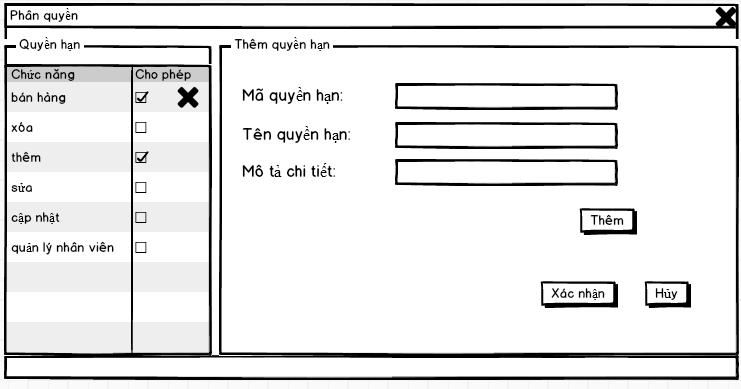 Phân quyền
Quyền hạn
Chức năng Cho phép
bán hàng
xóa
thêm
sửa
cập nhật
quản lý nhân viên
Thêm quyền hạn
Mã quyền hạn:
Tên quyền hạn:
Mô tả chi tiết:
Thêm
Xác nhận Hủy